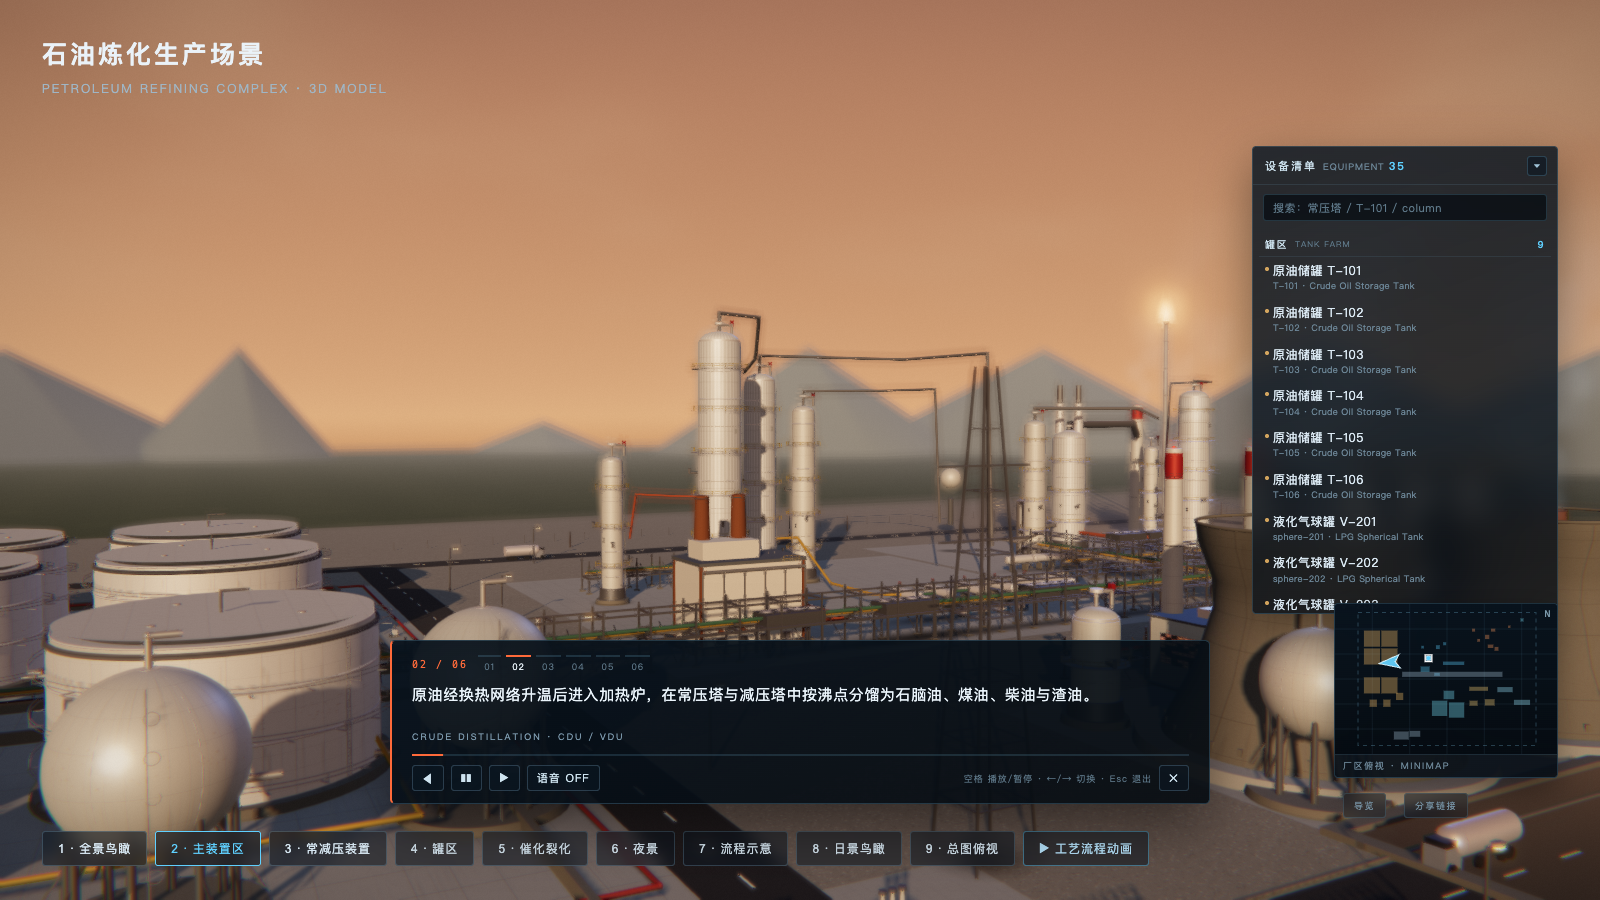 石油炼化生产场景
PETROLEUM REFINING COMPLEX · 3D MODEL
设备清单 EQUIPMENT 35
搜索: 常压塔 / T-101 / column
罐区 TANK FARM 9
原油储罐 T-101
T-101 · Crude Oil Storage Tank
原油储罐 T-102
T-102 · Crude Oil Storage Tank
原油储罐 T-103
T-103 · Crude Oil Storage Tank
原油储罐 T-104
T-104 · Crude Oil Storage Tank
原油储罐 T-105
T-105 · Crude Oil Storage Tank
原油储罐 T-106
T-106 · Crude Oil Storage Tank
液化气球罐 V-201
sphere-201 · LPG Spherical Tank
液化气球罐 V-202
sphere-202 · LPG Spherical Tank
液化气球罐
N
厂区俯视 · MINIMAP
导览 分享链接
02 / 06 01 02 03 04 05 06
原油经换热网络升温后进入加热炉，在常压塔与减压塔中按沸点分馏为石脑油、煤油、柴油与渣油。
CRUDE DISTILLATION · CDU / VDU
语音 OFF
空格 播放/暂停 · ←/→ 切换 · Esc 退出
1 · 全景鸟瞰 2 · 主装置区 3 · 常减压装置 4 · 罐区 5 · 催化裂化 6 · 夜景 7 · 流程示意 8 · 日景鸟瞰 9 · 总图俯视 ▶ 工艺流程动画